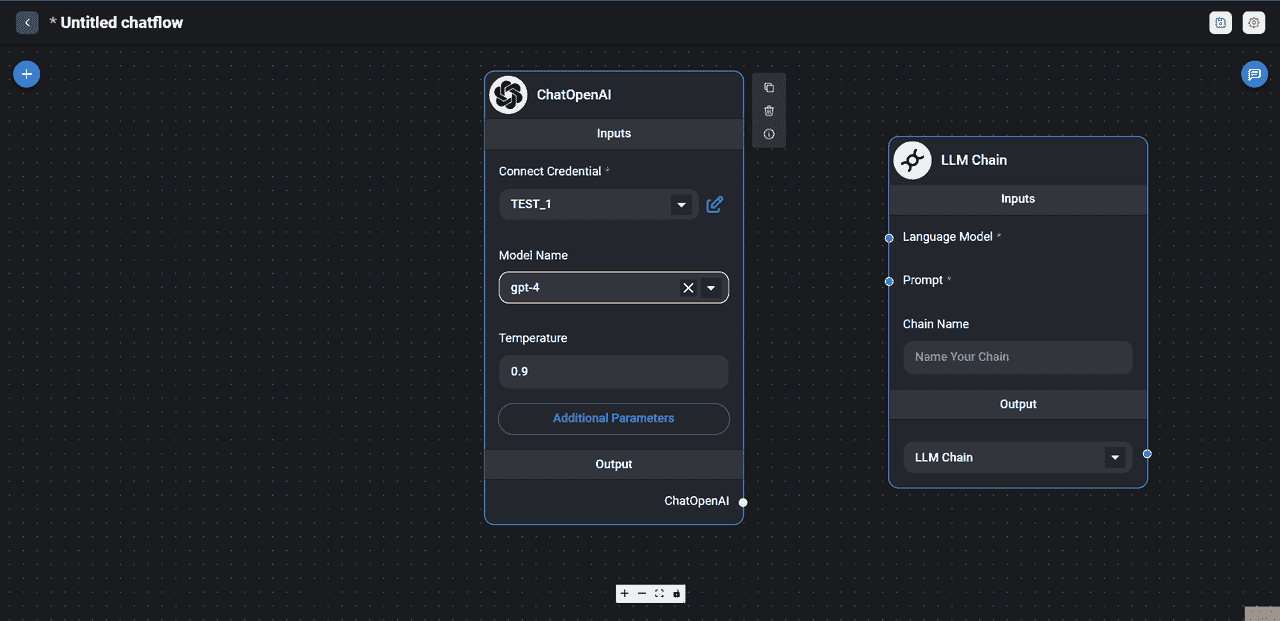 * Untitled chatflow
ChatOpenAI
Inputs
Connect Credential *
TEST_1
Model Name
gpt-4
Temperature
0.9
Additional Parameters
Output
ChatOpenAI
LLM Chain
Inputs
Language Model *
Prompt *
Chain Name
Name Your Chain
Output
LLM Chain